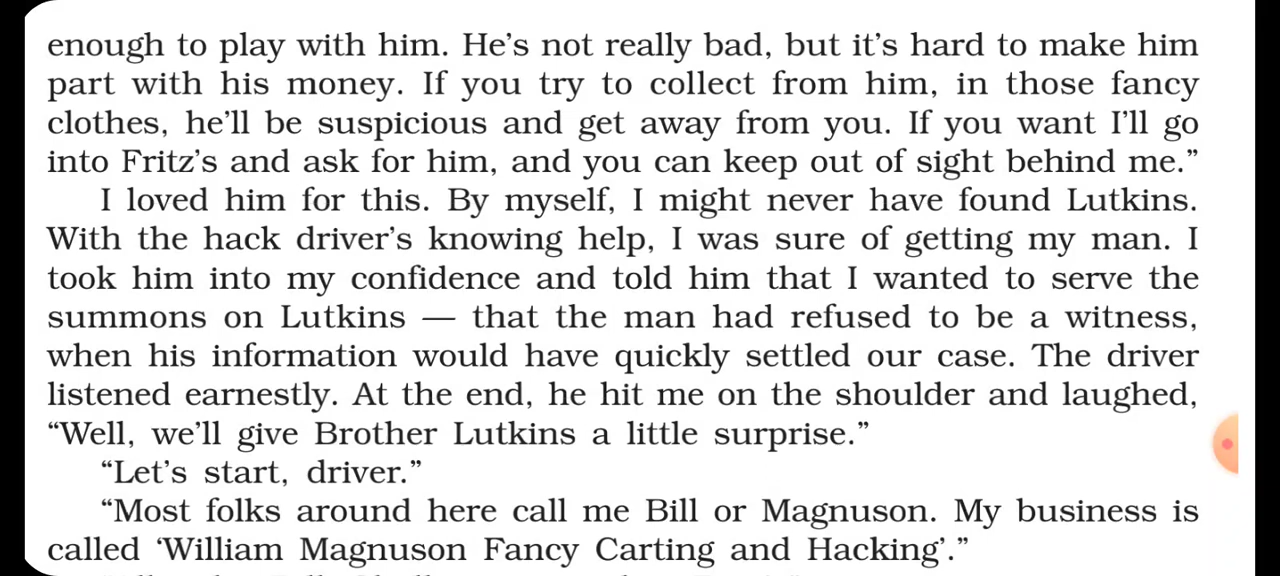 enough to play with him. He’s not really bad, but it’s hard to make him
part with his money. If you try to collect from him, in those fancy
clothes, he’ll be suspicious and get away from you. If you want I’ll go
into Fritz’s and ask for him, and you can keep out of sight behind me.”
I loved him for this. By myself, I might never have found Lutkins.
With the hack driver’s knowing help, I was sure of getting my man. I
took him into my confidence and told him that I wanted to serve the
summons on Lutkins — that the man had refused to be a witness,
when his information would have quickly settled our case. The driver
listened earnestly. At the end, he hit me on the shoulder and laughed,
“Well, we’ll give Brother Lutkins a little surprise.”
“Let’s start, driver.”
“Most folks around here call me Bill or Magnuson. My business is
called ‘William Magnuson Fancy Carting and Hacking’.”